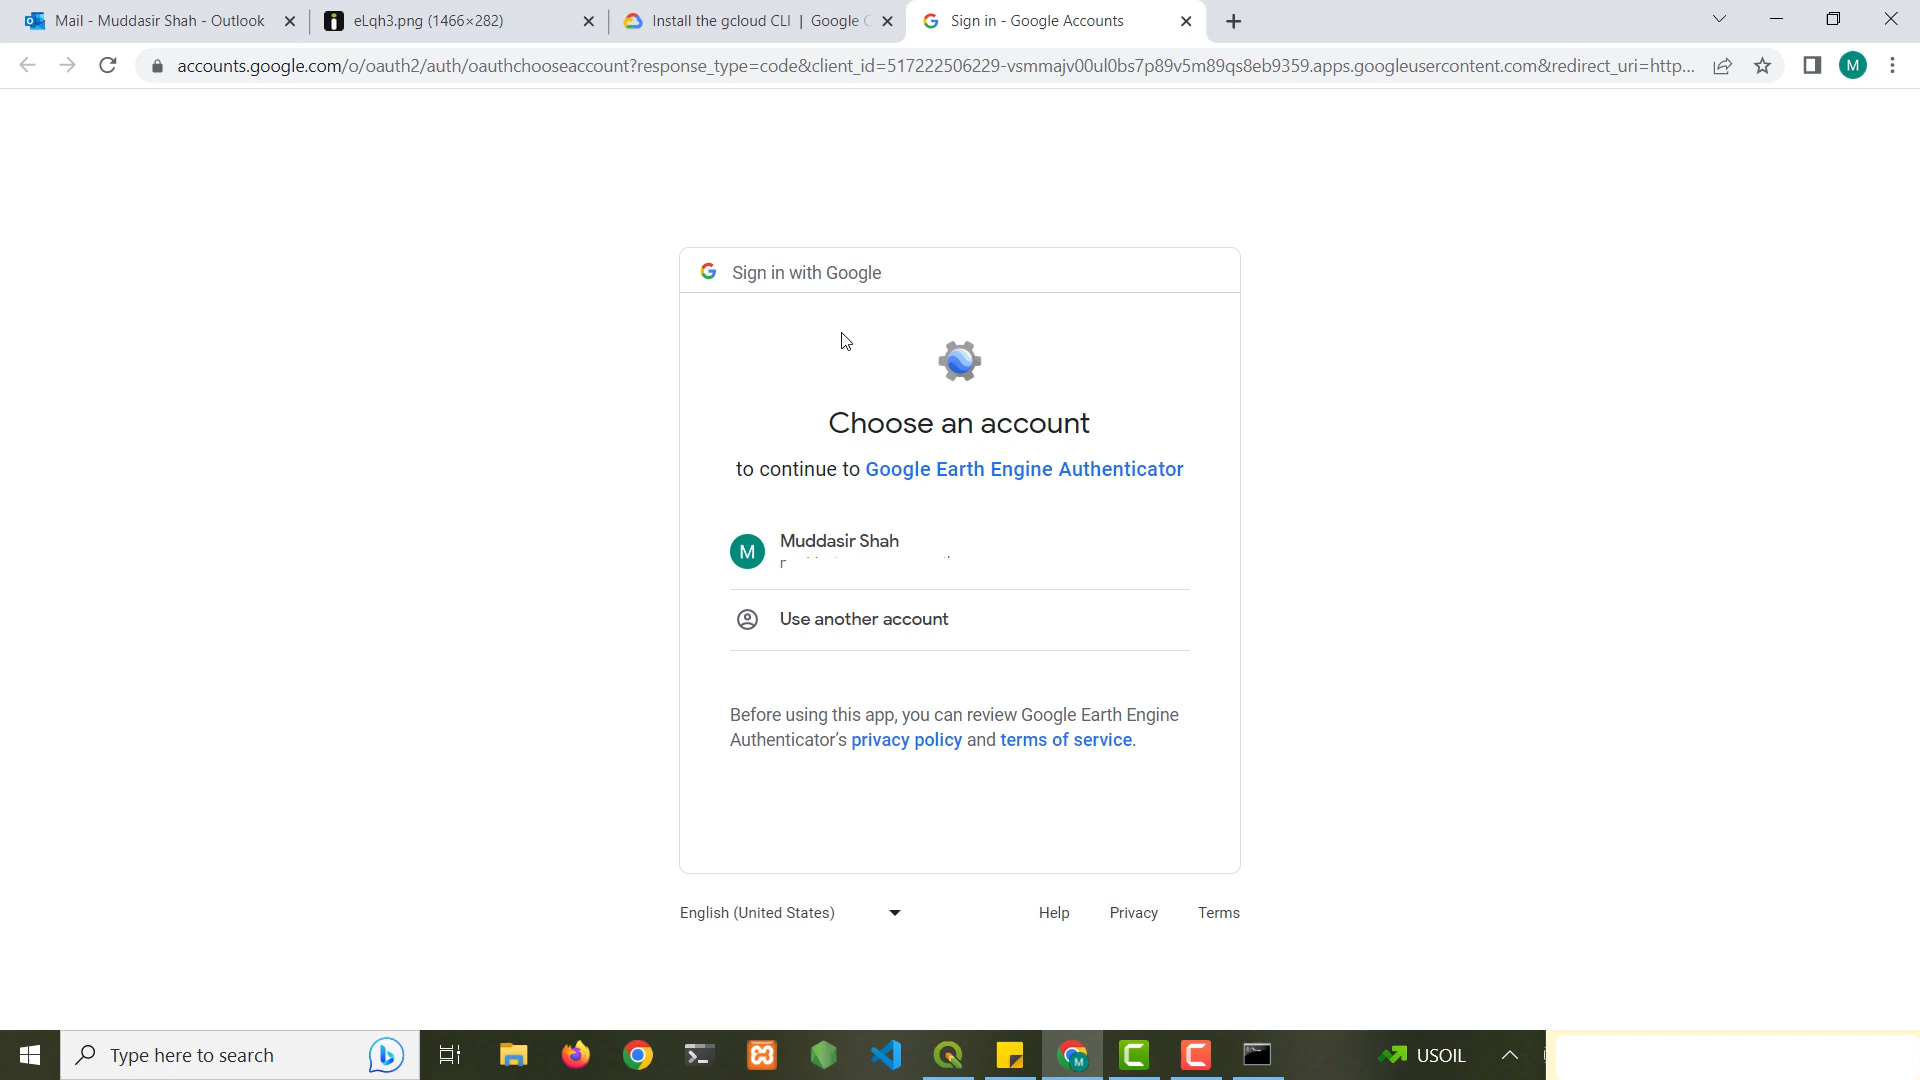 Mail - Muddasir Shah - Outlook
eLqh3.png (1466×282)
Install the gcloud CLI | Google C
Sign in - Google Accounts
accounts.google.com/o/oauth2/auth/oauthchooseaccount?response_type=code&client_id=517222506229-vsmmajv00ul0bs7p89v5m89qs8eb9359.apps.googleusercontent.com&redirect_uri=http...
M
Sign in with Google
Choose an account
to continue to Google Earth Engine Authenticator
M
Muddasir Shah
Use another account
Before using this app, you can review Google Earth Engine
Authenticator's privacy policy and terms of service.
English (United States)
Help
Privacy
Terms
Type here to search
USOIL